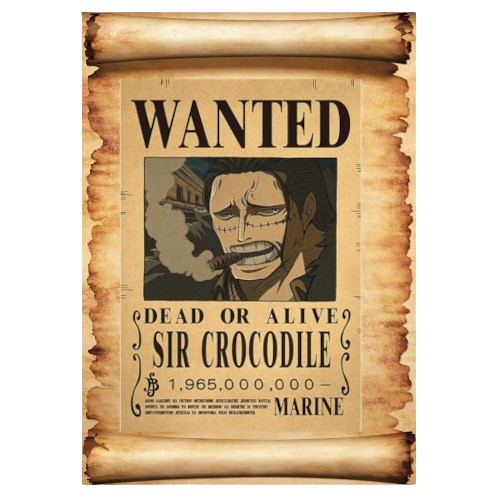 WANTED
DEAD OR ALIVE
SIR CROCODILE
1,965,000,000–
MARINE